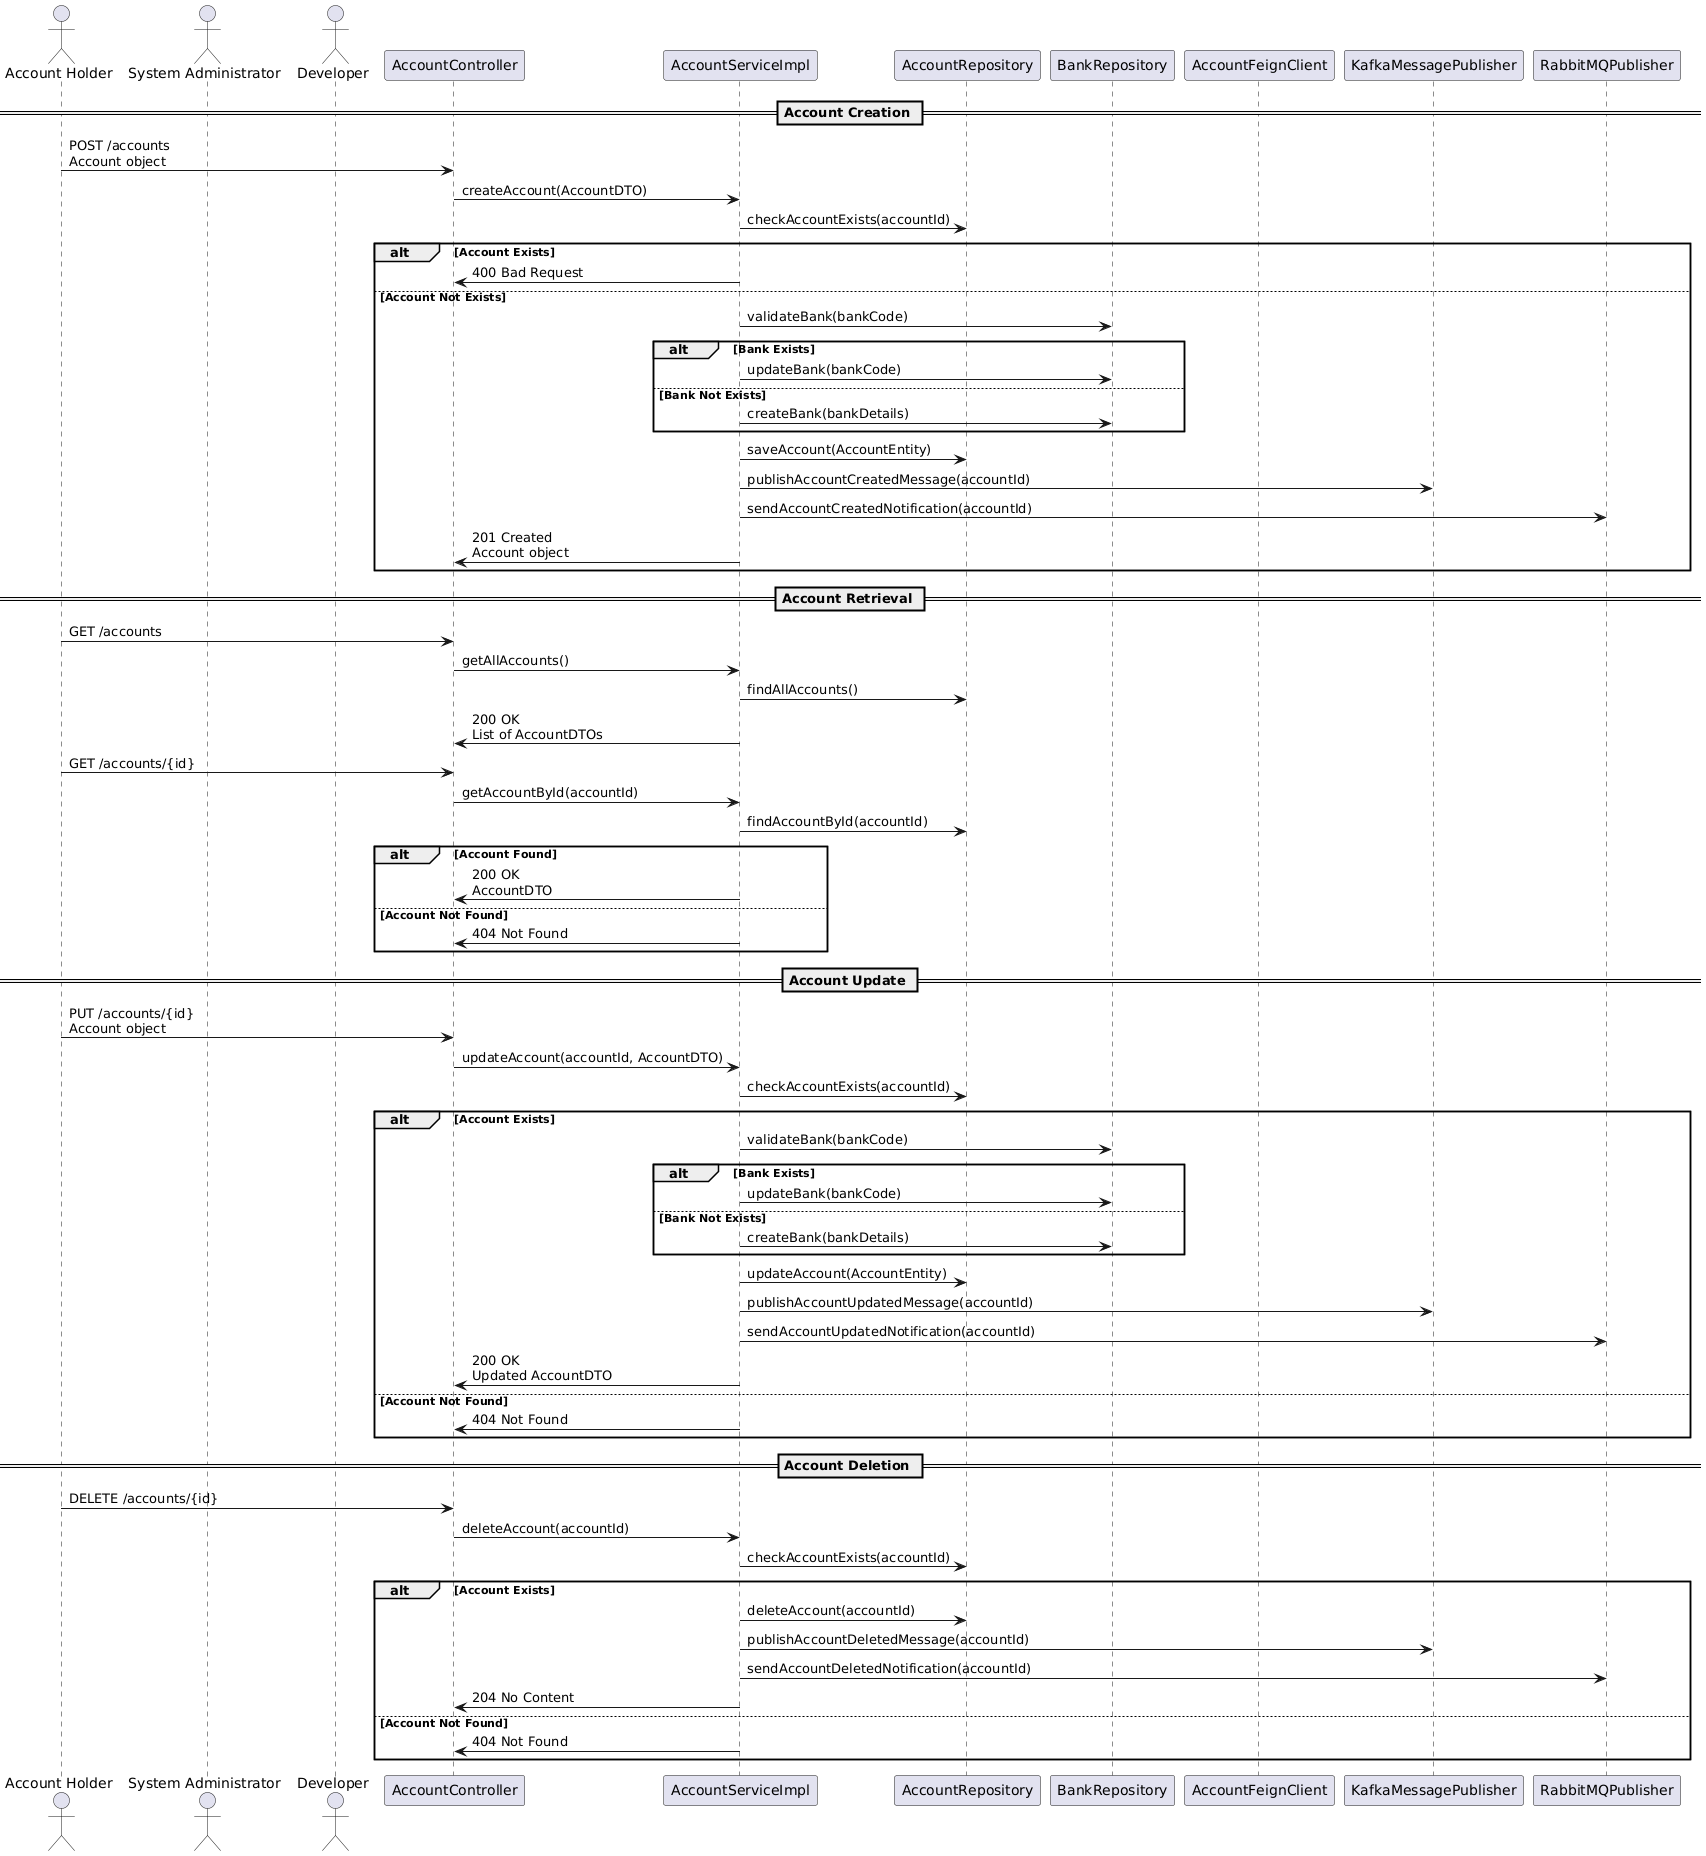 Account Holder
System Administrator
Developer
AccountController
AccountServiceImpl
AccountRepository
BankRepository
AccountFeignClient
KafkaMessagePublisher
RabbitMQPublisher
Account Creation
POST /accounts
Account object
createAccount(AccountDTO)
checkAccountExists(accountId)
alt
[Account Exists]
400 Bad Request
[Account Not Exists]
validateBank(bankCode)
alt
[Bank Exists]
updateBank(bankCode)
[Bank Not Exists]
createBank(bankDetails)
saveAccount(AccountEntity)
publishAccountCreatedMessage(accountId)
sendAccountCreatedNotification(accountId)
201 Created
Account object
Account Retrieval
GET /accounts
getAllAccounts()
findAllAccounts()
200 OK
List of AccountDTOs
GET /accounts/{id}
getAccountById(accountId)
findAccountById(accountId)
alt
[Account Found]
200 OK
AccountDTO
[Account Not Found]
404 Not Found
Account Update
PUT /accounts/{id}
Account object
updateAccount(accountId, AccountDTO)
checkAccountExists(accountId)
alt
[Account Exists]
validateBank(bankCode)
alt
[Bank Exists]
updateBank(bankCode)
[Bank Not Exists]
createBank(bankDetails)
updateAccount(AccountEntity)
publishAccountUpdatedMessage(accountId)
sendAccountUpdatedNotification(accountId)
200 OK
Updated AccountDTO
[Account Not Found]
404 Not Found
Account Deletion
DELETE /accounts/{id}
deleteAccount(accountId)
checkAccountExists(accountId)
alt
[Account Exists]
deleteAccount(accountId)
publishAccountDeletedMessage(accountId)
sendAccountDeletedNotification(accountId)
204 No Content
[Account Not Found]
404 Not Found
Account Holder
System Administrator
Developer
AccountController
AccountServiceImpl
AccountRepository
BankRepository
AccountFeignClient
KafkaMessagePublisher
RabbitMQPublisher